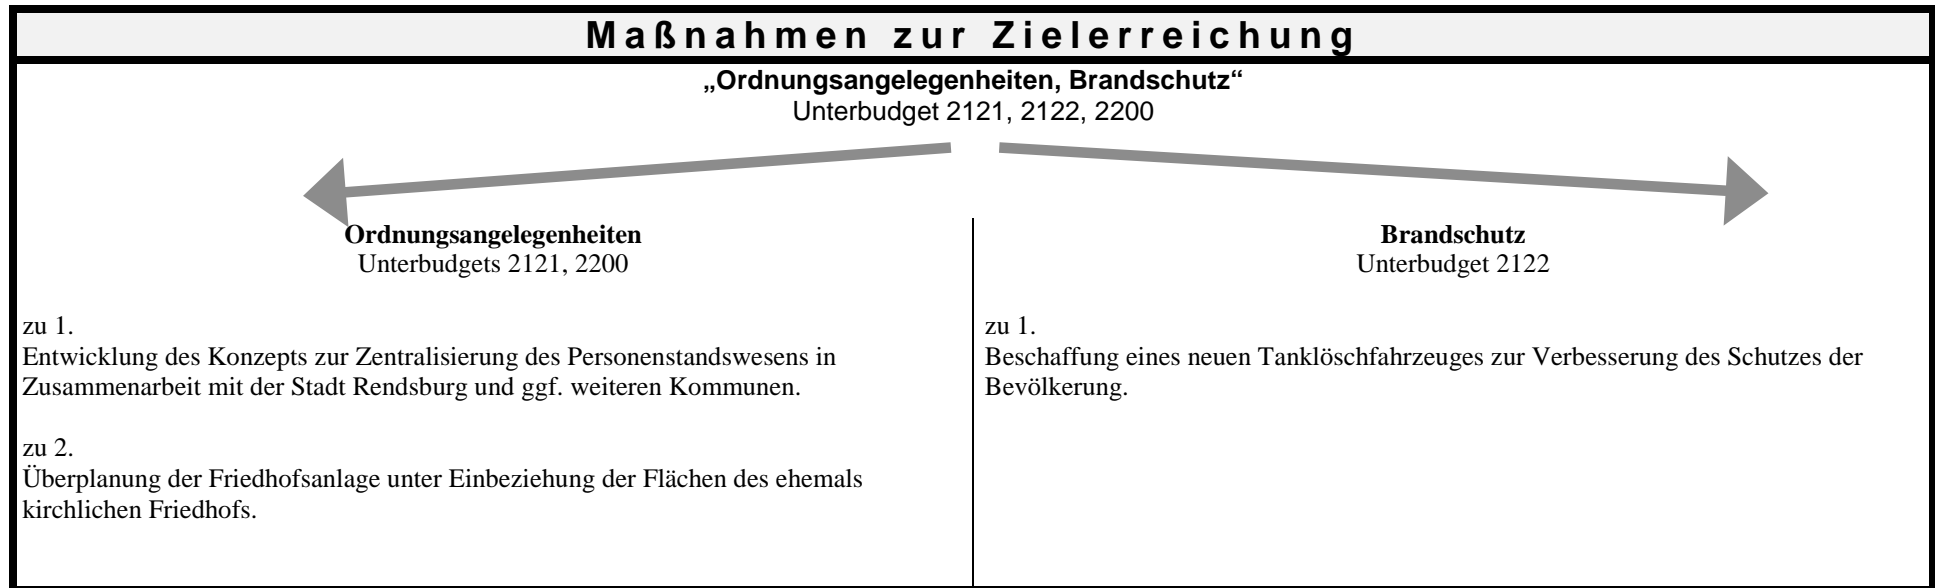 Maßnahmen zur Zielerreichung
„Ordnungsangelegenheiten, Brandschutz“
Unterbudget 2121, 2122, 2200
Ordnungsangelegenheiten
Unterbudgets 2121, 2200
zu 1.
Entwicklung des Konzepts zur Zentralisierung des Personenstandswesens in
Zusammenarbeit mit der Stadt Rendsburg und ggf. weiteren Kommunen.
zu 2.
Überplanung der Friedhofsanlage unter Einbeziehung der Flächen des ehemals
kirchlichen Friedhofs.
Brandschutz
Unterbudget 2122
zu 1.
Beschaffung eines neuen Tanklöschfahrzeuges zur Verbesserung des Schutzes der
Bevölkerung.